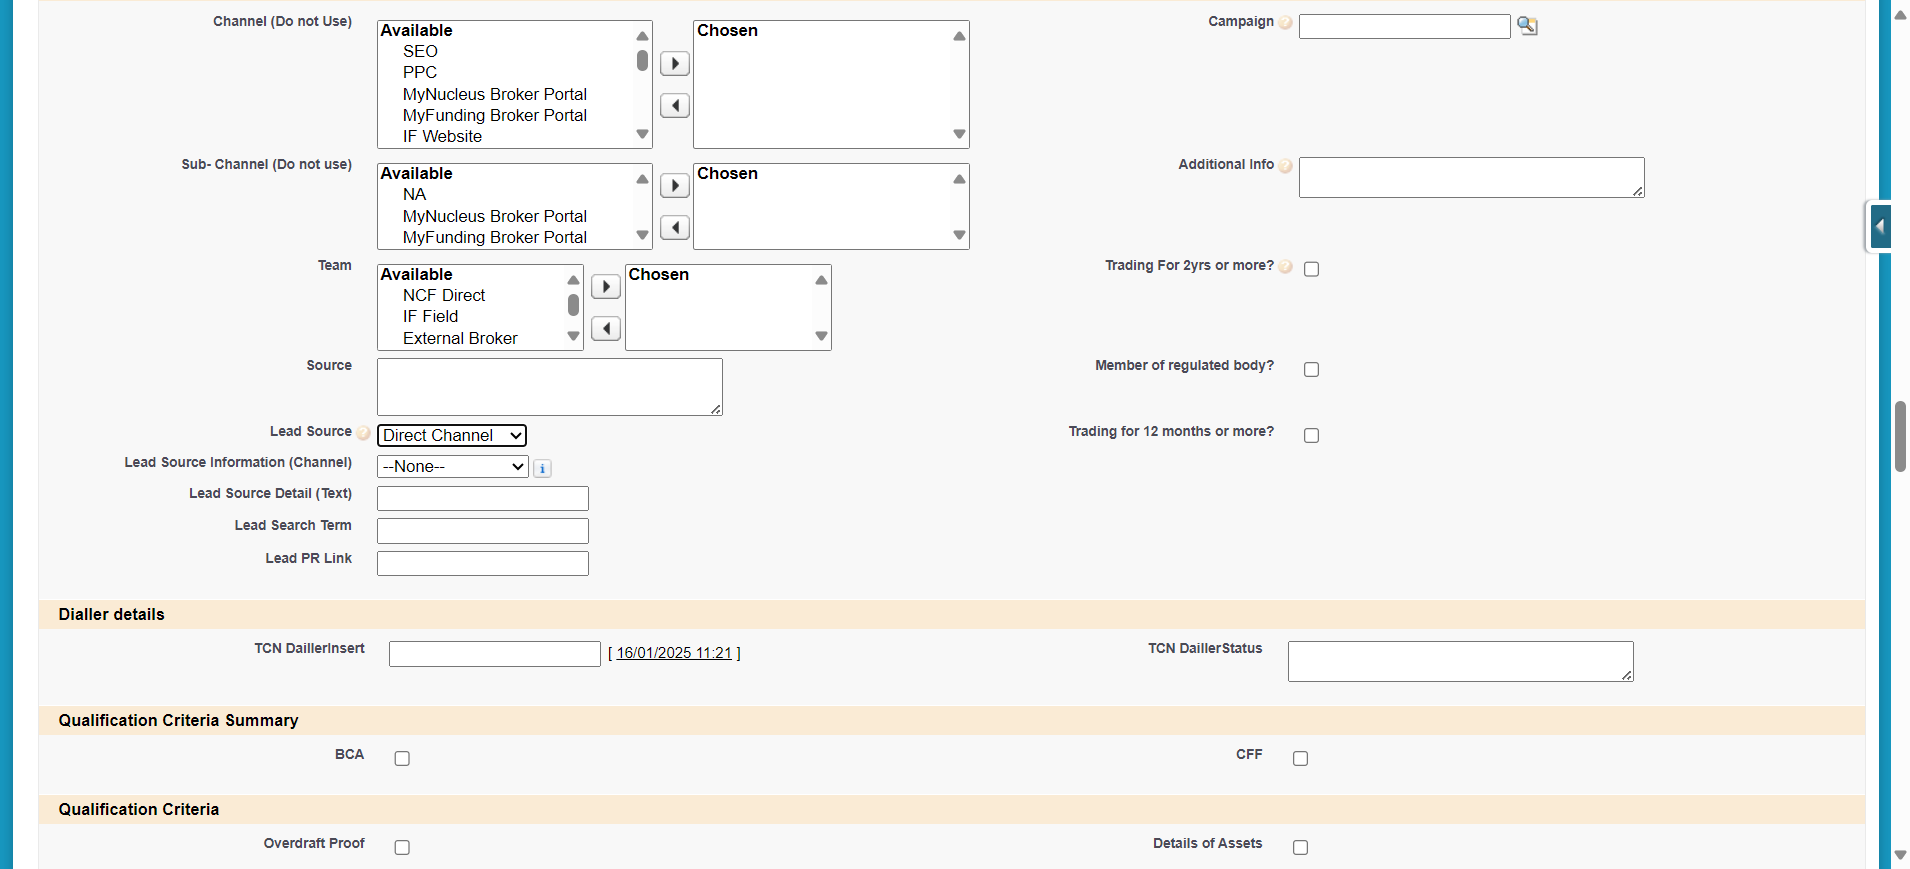 Channel (Do not Use)
Available
SEO
PPC
MyNucleus Broker Portal
MyFunding Broker Portal
IF Website
Chosen
Campaign
Sub- Channel (Do not use)
Available
NA
MyNucleus Broker Portal
MyFunding Broker Portal
Chosen
Additional Info
Team
Available
NCF Direct
IF Field
External Broker
Chosen
Trading For 2yrs or more?
Source
Member of regulated body?
Lead Source
Direct Channel
Trading for 12 months or more?
Lead Source Information (Channel)
--None--
Lead Source Detail (Text)
Lead Search Term
Lead PR Link
Dialler details
TCN DaillerInsert
[ 16/01/2025 11:21 ]
TCN DaillerStatus
Qualification Criteria Summary
BCA
CFF
Qualification Criteria
Overdraft Proof
Details of Assets